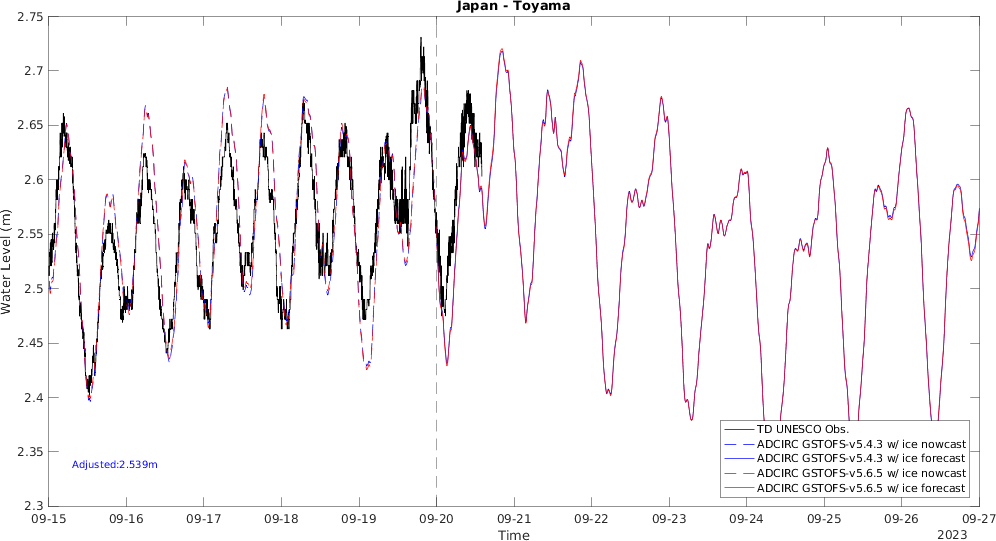 Japan - Toyama
2.75
2.7
2.65
2.6
2.55
2.5
2.45
2.4
2.35
2.3
Water Level (m)
Adjusted:2.539m
TD UNESCO Obs.
ADCIRC GSTOFS-v5.4.3 w/ ice nowcast
ADCIRC GSTOFS-v5.4.3 w/ ice forecast
ADCIRC GSTOFS-v5.6.5 w/ ice nowcast
ADCIRC GSTOFS-v5.6.5 w/ ice forecast
09-15 09-16 09-17 09-18 09-19 09-20 09-21 09-22 09-23 09-24 09-25 09-26 09-27
Time
2023